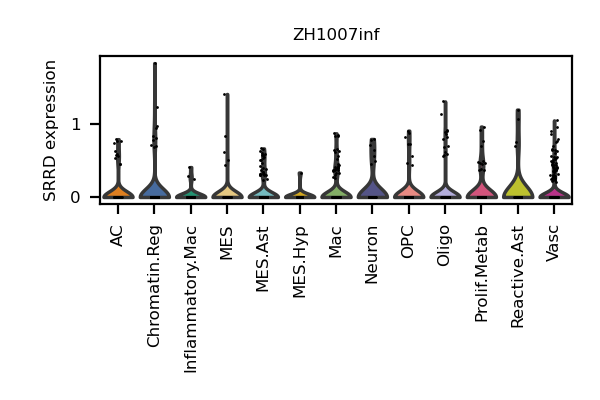 ZH1007inf
SRRD expression
1
0
AC
Chromatin.Reg
Inflammatory.Mac
MES
MES.Ast
MES.Hyp
Mac
Neuron
OPC
Oligo
Prolif.Metab
Reactive.Ast
Vasc